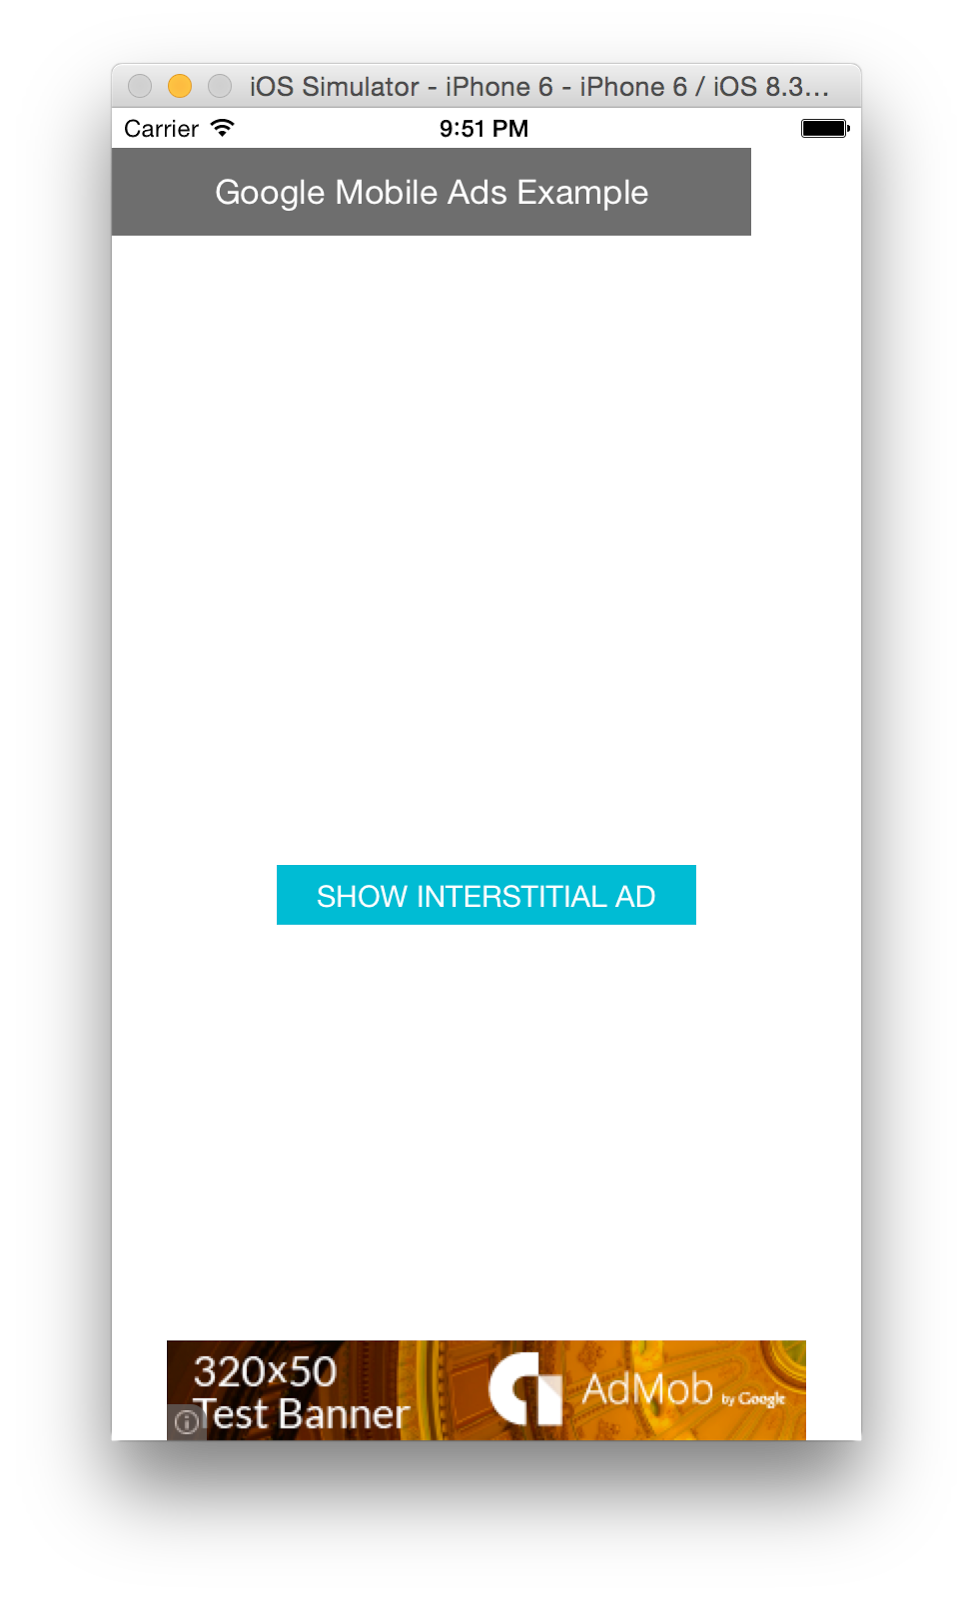 iOS Simulator - iPhone 6 - iPhone 6 / iOS 8.3...
Carrier 9:51 PM
Google Mobile Ads Example
SHOW INTERSTITIAL AD
320x50
Test Banner
AdMob by Google